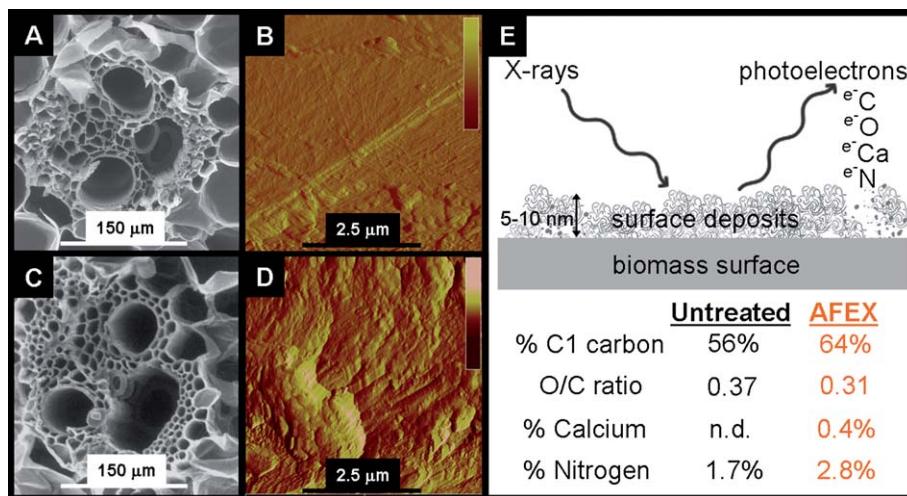 A
150 µm
B
2.5 µm
C
150 µm
D
2.5 µm
E
X-rays
photoelectrons
e-C
e-O
e-Ca
e-N
5-10 nm
surface deposits
biomass surface
Untreated AFEX
% C1 carbon 56% 64%
O/C ratio 0.37 0.31
% Calcium n.d. 0.4%
% Nitrogen 1.7% 2.8%